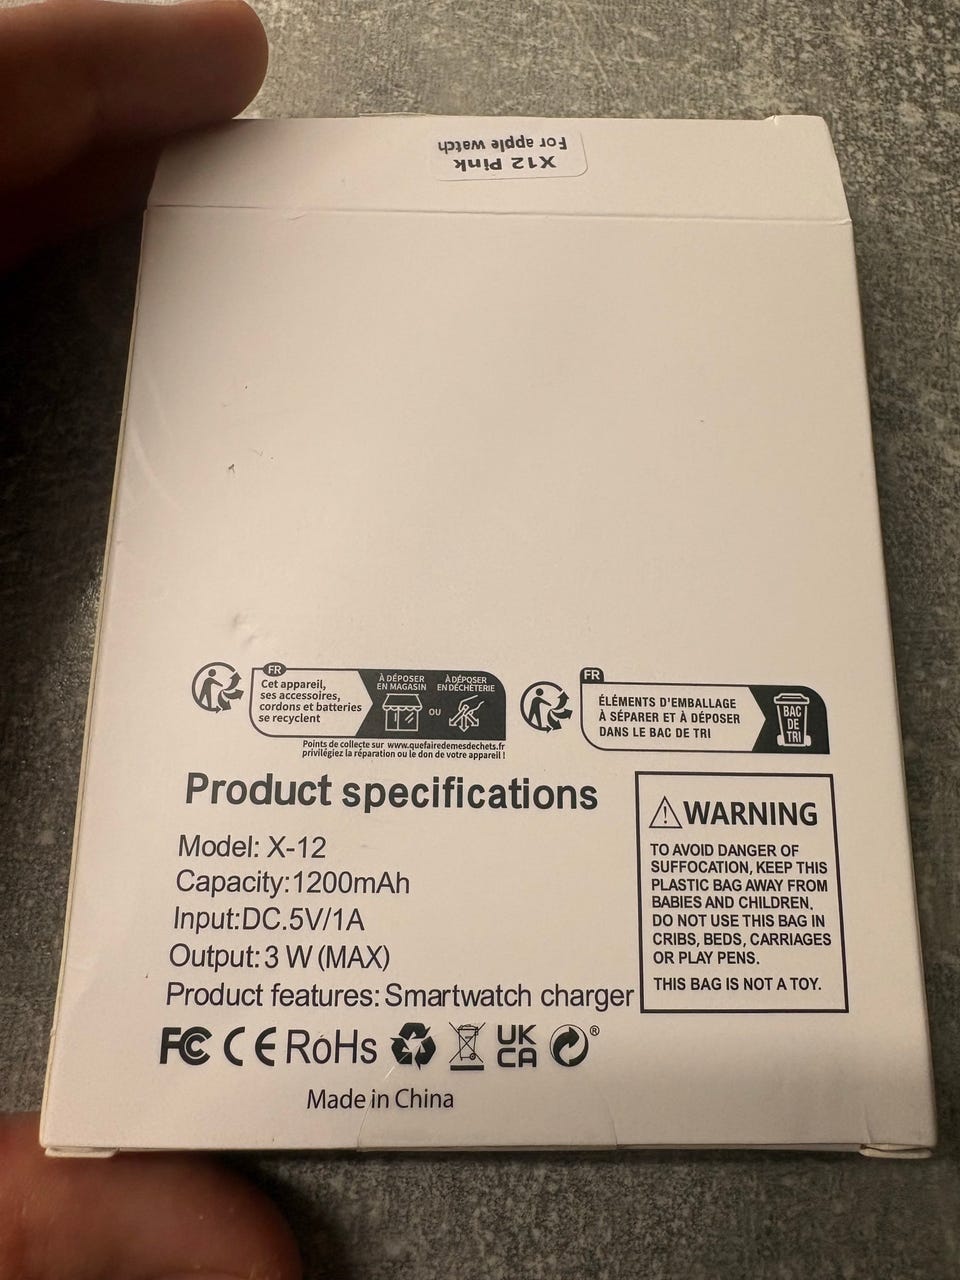 X12 Pink
For apple watch
FR
Cet appareil,
ses accessoires,
cordons et batteries
se recyclent
À DÉPOSER
EN MAGASIN
OU
À DÉPOSER
EN DÉCHÈTERIE
Points de collecte sur www.quefairedemesdechets.fr
privilégiez la réparation ou le don de votre appareil !
FR
ÉLÉMENTS D'EMBALLAGE
À SÉPARER ET À DÉPOSER
DANS LE BAC DE TRI
BAC
DE
TRI
Product specifications
Model: X-12
Capacity:1200mAh
Input:DC.5V/1A
Output:3 W (MAX)
Product features:Smartwatch charger
WARNING
TO AVOID DANGER OF
SUFFOCATION, KEEP THIS
PLASTIC BAG AWAY FROM
BABIES AND CHILDREN.
DO NOT USE THIS BAG IN
CRIBS, BEDS, CARRIAGES
OR PLAY PENS.
THIS BAG IS NOT A TOY.
FC CE RoHs UK CA ®
Made in China